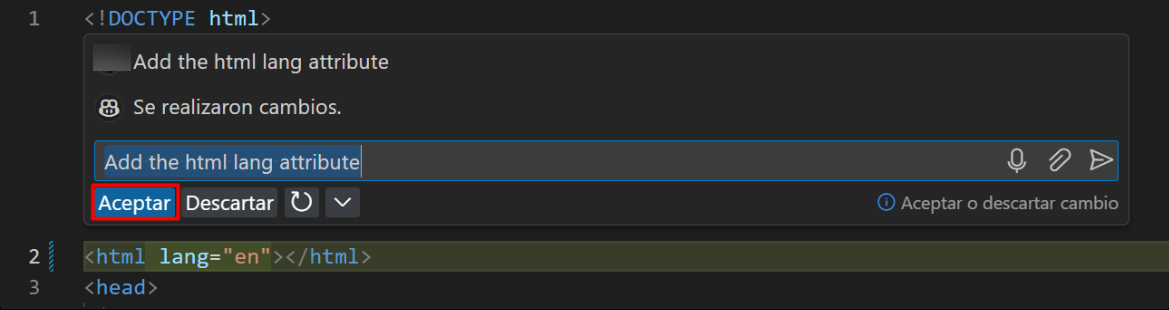 1 <!DOCTYPE html>
Add the html lang attribute
Se realizaron cambios.
Add the html lang attribute
Aceptar Descartar Aceptar o descartar cambio
2 <html lang="en"></html>
3 <head>